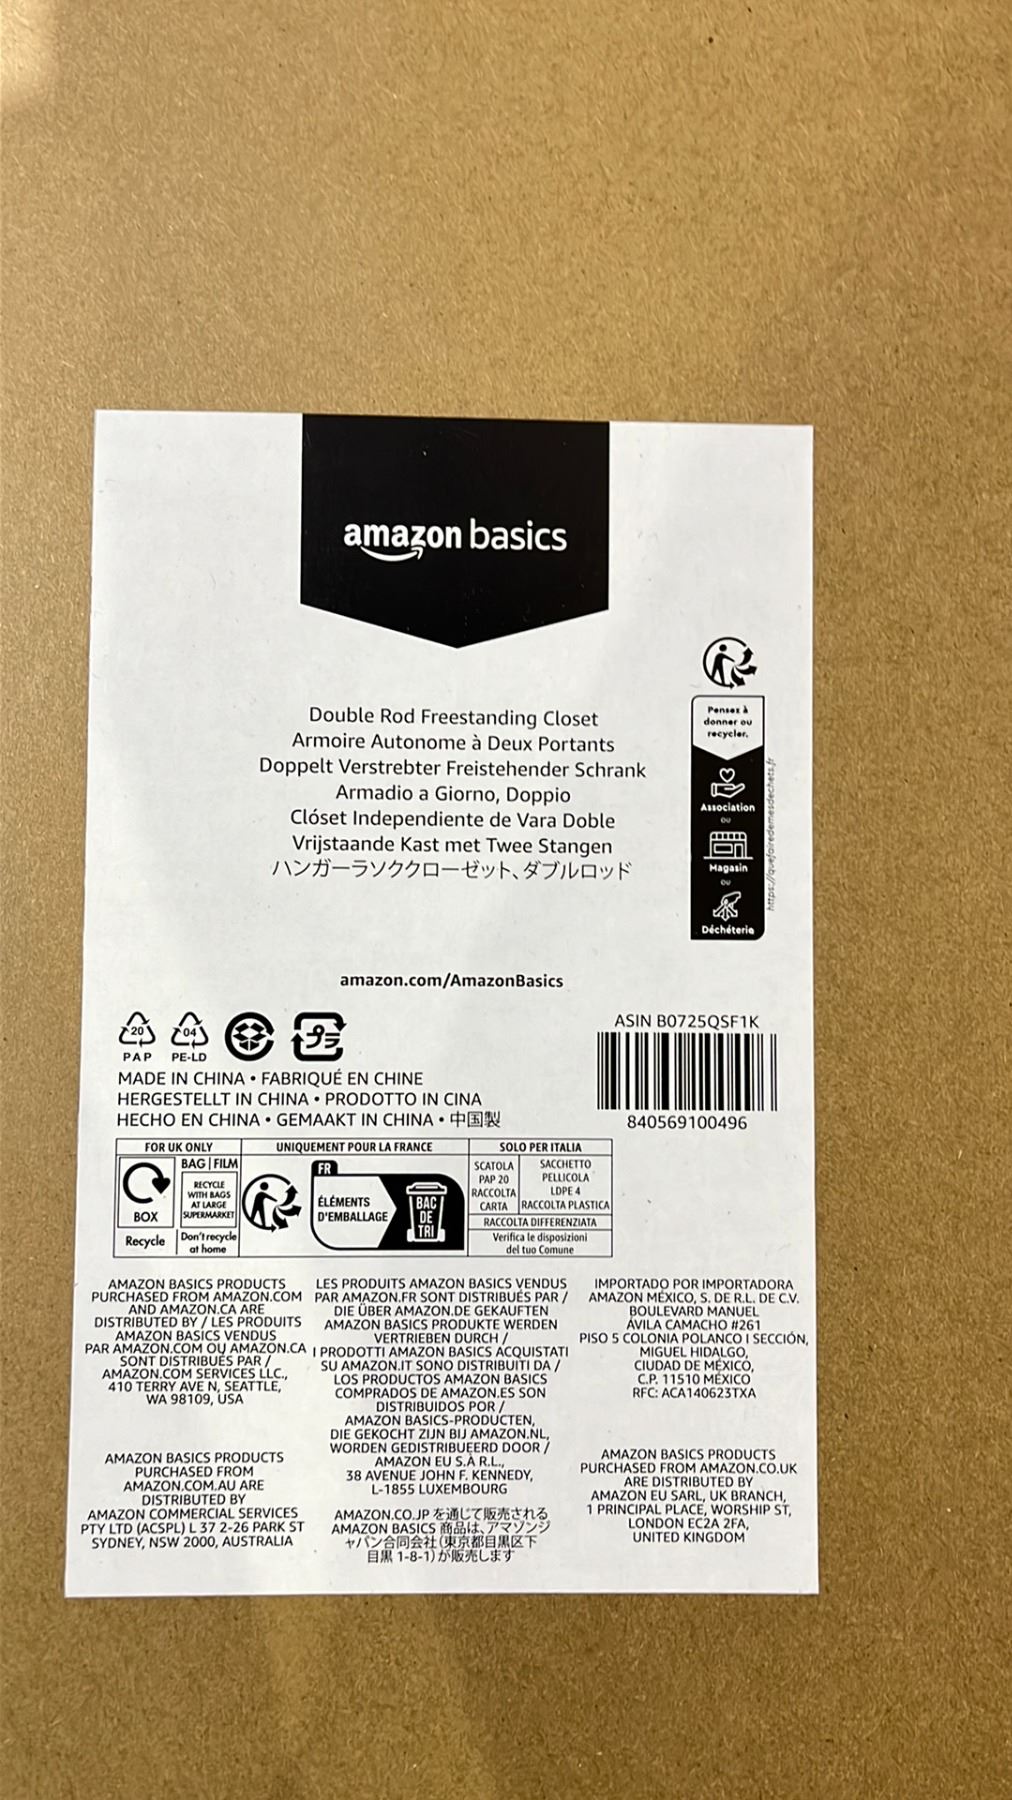 amazon basics
Double Rod Freestanding Closet
Armoire Autonome à Deux Portants
Doppelt Verstrebter Freistehender Schrank
Armadio a Giorno, Doppio
Clóset Independiente de Vara Doble
Vrijstaande Kast met Twee Stangen
ハンガーラソククローゼット、ダブルロッド
Pensez à
donner ou
recycler.
Association
ou
Magasin
ou
Déchéterie
https://quefairedemesdechets.fr
amazon.com/AmazonBasics
20
PAP
04
PE-LD
プラ
ASIN B0725QSF1K
840569100496
MADE IN CHINA • FABRIQUÉ EN CHINE
HERGESTELLT IN CHINA • PRODOTTO IN CINA
HECHO EN CHINA • GEMAAKT IN CHINA • 中国製
FOR UK ONLY
BOX
Recycle
BAG | FILM
RECYCLE
WITH BAGS
AT LARGE
SUPERMARKET
Don't recycle
at home
UNIQUEMENT POUR LA FRANCE
FR
ÉLÉMENTS
D'EMBALLAGE
BAC
DE
TRI
SOLO PER ITALIA
SCATOLA
PAP 20
RACCOLTA
CARTA
SACCHETTO
PELLICOLA
LDPE 4
RACCOLTA PLASTICA
RACCOLTA DIFFERENZIATA
Verifica le disposizioni
del tuo Comune
AMAZON BASICS PRODUCTS
PURCHASED FROM AMAZON.COM
AND AMAZON.CA ARE
DISTRIBUTED BY / LES PRODUITS
AMAZON BASICS VENDUS
PAR AMAZON.COM OU AMAZON.CA
SONT DISTRIBUÉS PAR /
AMAZON.COM SERVICES LLC.,
410 TERRY AVE N, SEATTLE,
WA 98109, USA
AMAZON BASICS PRODUCTS
PURCHASED FROM
AMAZON.COM.AU ARE
DISTRIBUTED BY
AMAZON COMMERCIAL SERVICES
PTY LTD (ACSPL) L 37 2-26 PARK ST
SYDNEY, NSW 2000, AUSTRALIA
LES PRODUITS AMAZON BASICS VENDUS
PAR AMAZON.FR SONT DISTRIBUÉS PAR /
DIE ÜBER AMAZON.DE GEKAUFTEN
AMAZON BASICS PRODUKTE WERDEN
VERTRIEBEN DURCH /
I PRODOTTI AMAZON BASICS ACQUISTATI
SU AMAZON.IT SONO DISTRIBUITI DA /
LOS PRODUCTOS AMAZON BASICS
COMPRADOS DE AMAZON.ES SON
DISTRIBUIDOS POR /
AMAZON BASICS-PRODUCTEN,
DIE GEKOCHT ZIJN BIJ AMAZON.NL,
WORDEN GEDISTRIBUEERD DOOR /
AMAZON EU S.À R.L.,
38 AVENUE JOHN F. KENNEDY,
L-1855 LUXEMBOURG
AMAZON.CO.JP を通じて販売される
AMAZON BASICS 商品は、アマゾンジ
ャパン合同会社(東京都目黒区下
目黒 1-8-1)が販売します
IMPORTADO POR IMPORTADORA
AMAZON MÉXICO, S. DE R.L. DE C.V.
BOULEVARD MANUEL
ÁVILA CAMACHO #261
PISO 5 COLONIA POLANCO I SECCIÓN,
MIGUEL HIDALGO,
CIUDAD DE MÉXICO,
C.P. 11510 MÉXICO
RFC: ACA140623TXA
AMAZON BASICS PRODUCTS
PURCHASED FROM AMAZON.CO.UK
ARE DISTRIBUTED BY
AMAZON EU SARL, UK BRANCH,
1 PRINCIPAL PLACE, WORSHIP ST,
LONDON EC2A 2FA,
UNITED KINGDOM